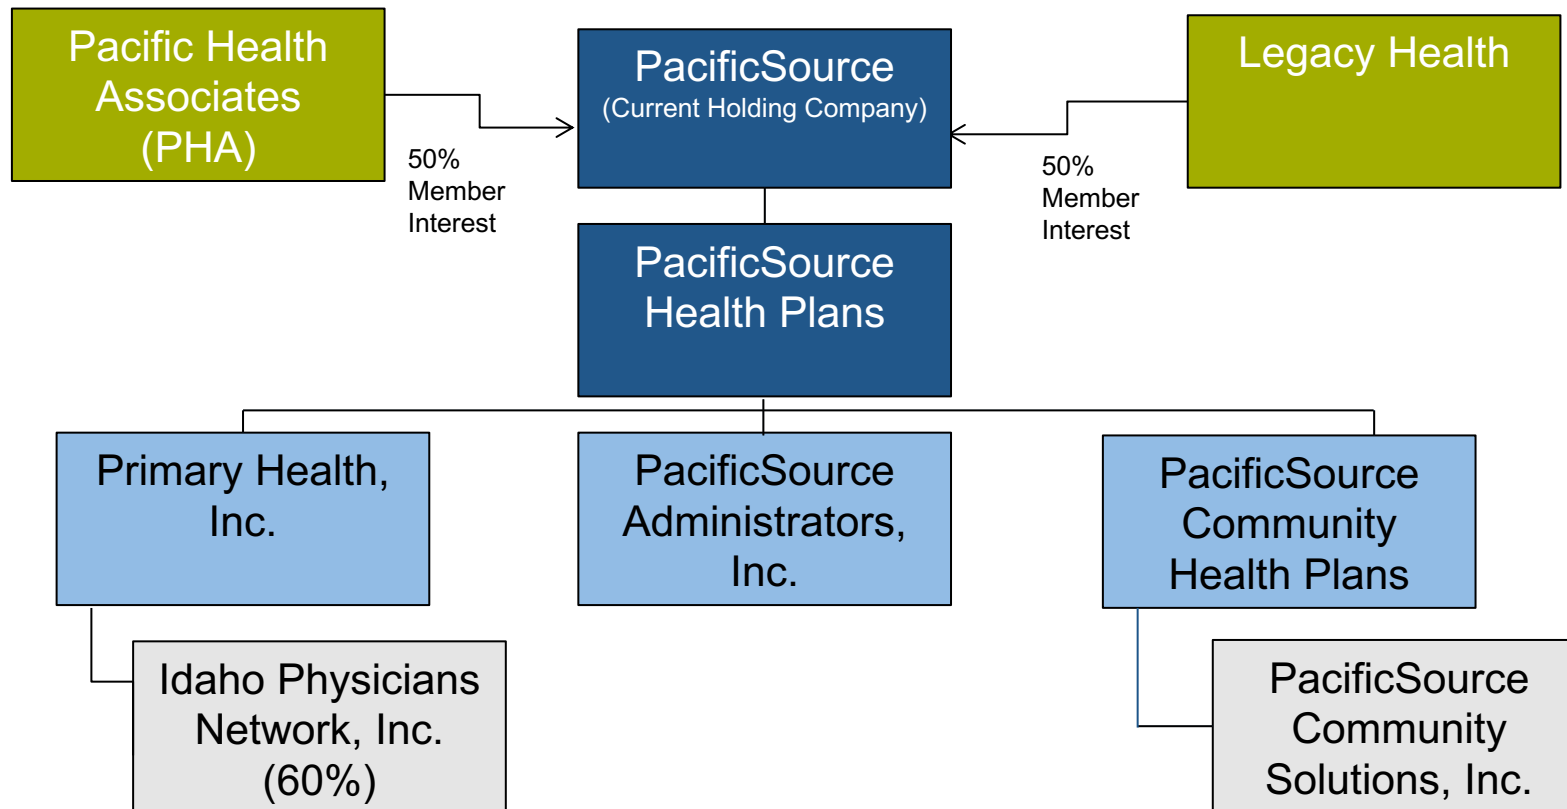 Pacific Health
Associates
(PHA)
PacificSource
(Current Holding Company)
Legacy Health
50%
Member
Interest
50%
Member
Interest
PacificSource
Health Plans
Primary Health,
Inc.
PacificSource
Administrators,
Inc.
PacificSource
Community
Health Plans
Idaho Physicians
Network, Inc.
(60%)
PacificSource
Community
Solutions, Inc.